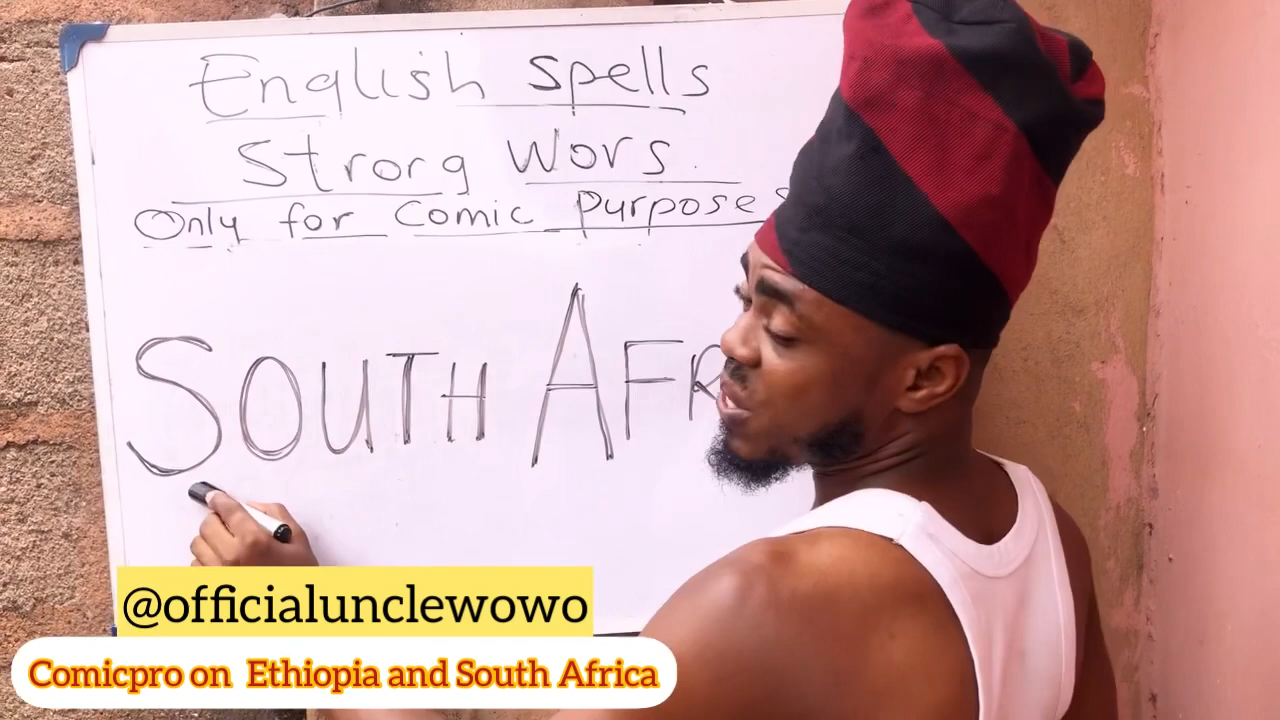 English spells
Strorg Wors.
Only for Comic Purpose
SOUTH AFR
@officialunclewowo
Comicpro on Ethiopia and South Africa